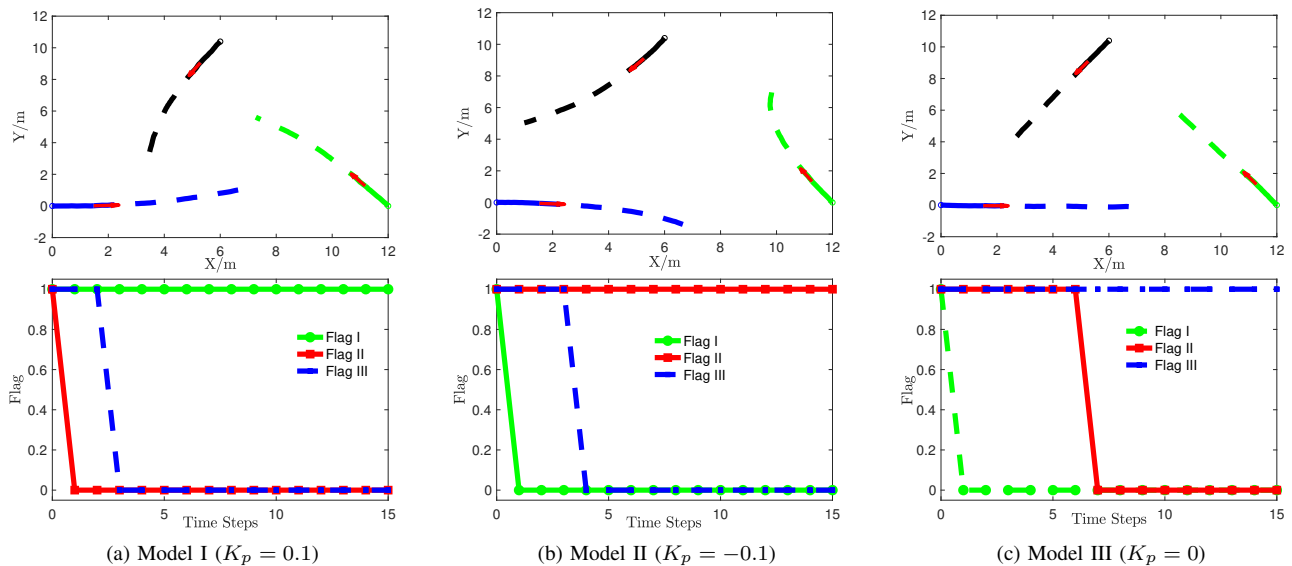 12
10
8
6
4
2
0
-2
Y/m
0 2 4 6 8 10 12
X/m
12
10
8
6
4
2
0
-2
Y/m
0 2 4 6 8 10 12
X/m
12
10
8
6
4
2
0
-2
Y/m
0 2 4 6 8 10 12
X/m
1
0.8
0.6
0.4
0.2
0
Flag
Flag I
Flag II
Flag III
0 5 10 15
Time Steps
1
0.8
0.6
0.4
0.2
0
Flag
Flag I
Flag II
Flag III
0 5 10 15
Time Steps
1
0.8
0.6
0.4
0.2
0
Flag
Flag I
Flag II
Flag III
0 5 10 15
Time Steps
(a) Model I (K_p = 0.1)
(b) Model II (K_p = −0.1)
(c) Model III (K_p = 0)